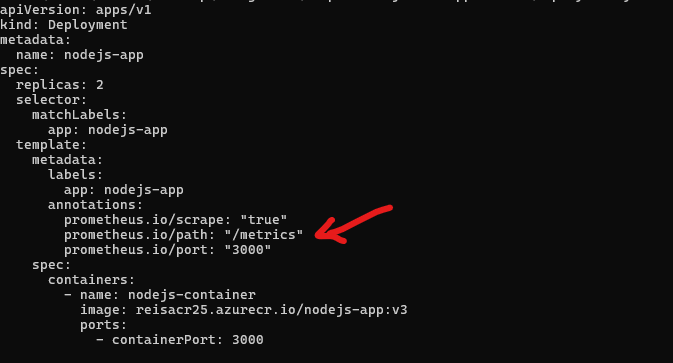 apiVersion: apps/v1
kind: Deployment
metadata:
  name: nodejs-app
spec:
  replicas: 2
  selector:
    matchLabels:
      app: nodejs-app
  template:
    metadata:
      labels:
        app: nodejs-app
      annotations:
        prometheus.io/scrape: "true"
        prometheus.io/path: "/metrics"
        prometheus.io/port: "3000"
    spec:
      containers:
        - name: nodejs-container
          image: reisacr25.azurecr.io/nodejs-app:v3
          ports:
            - containerPort: 3000